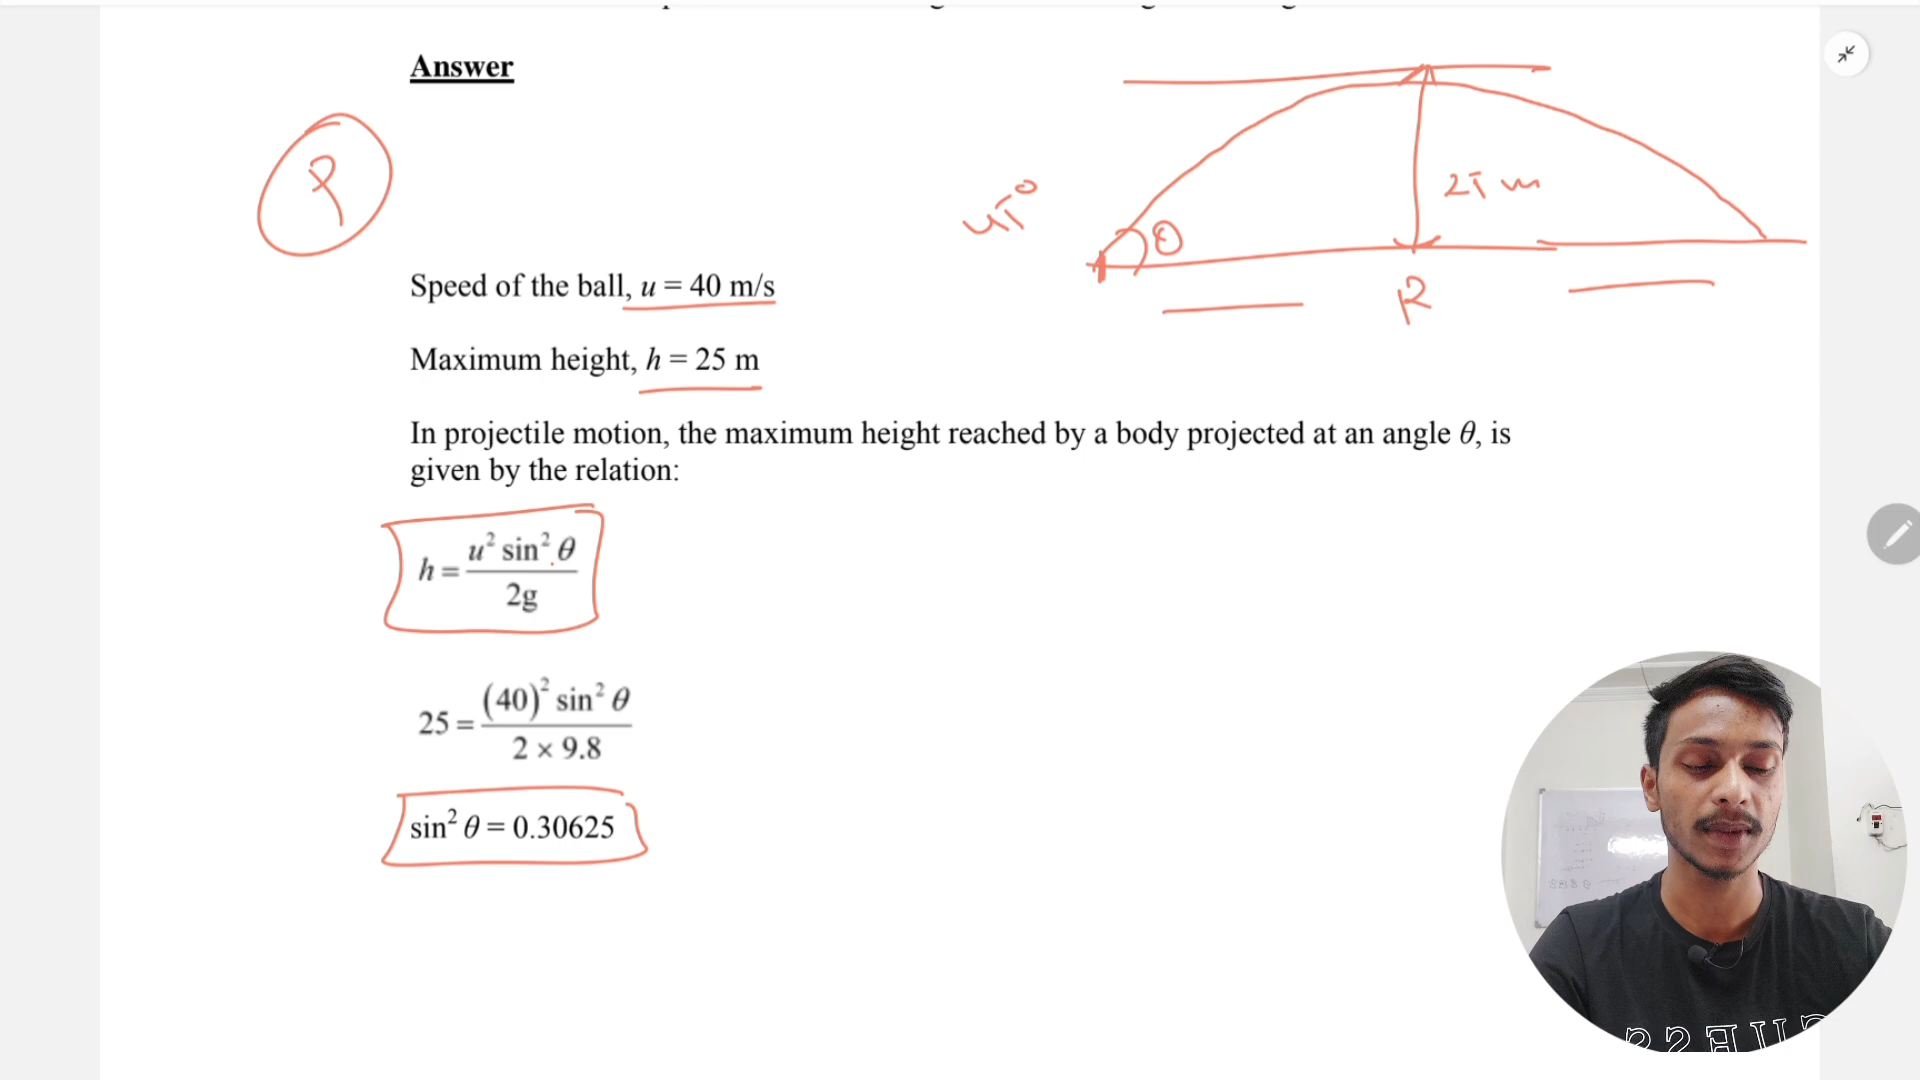 Answer
9
45°
θ
25 m
R
Speed of the ball, u = 40 m/s
Maximum height, h = 25 m
In projectile motion, the maximum height reached by a body projected at an angle θ, is
given by the relation:
h = u² sin² θ / 2g
25 = (40)² sin² θ / 2 × 9.8
sin² θ = 0.30625